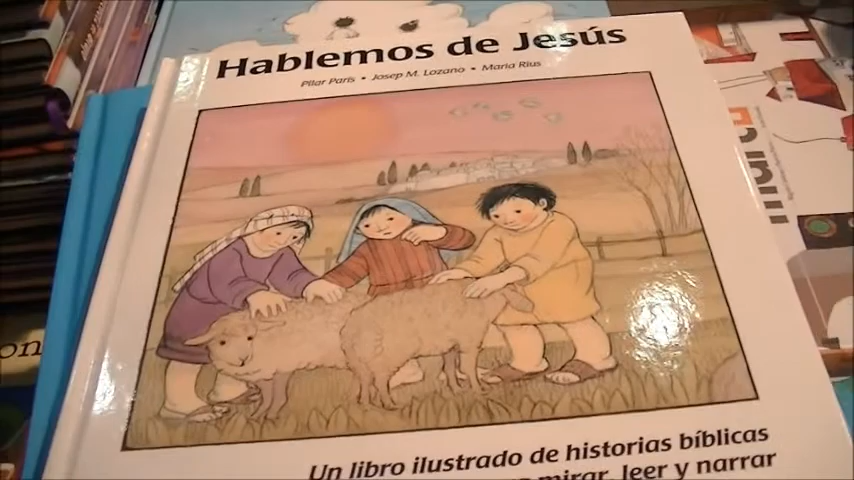 Hablemos de Jesús
Pilar Paris • Josep M. Lozano • Maria Rius
Un libro ilustrado de historias bíblicas
mirar, leer y narrar